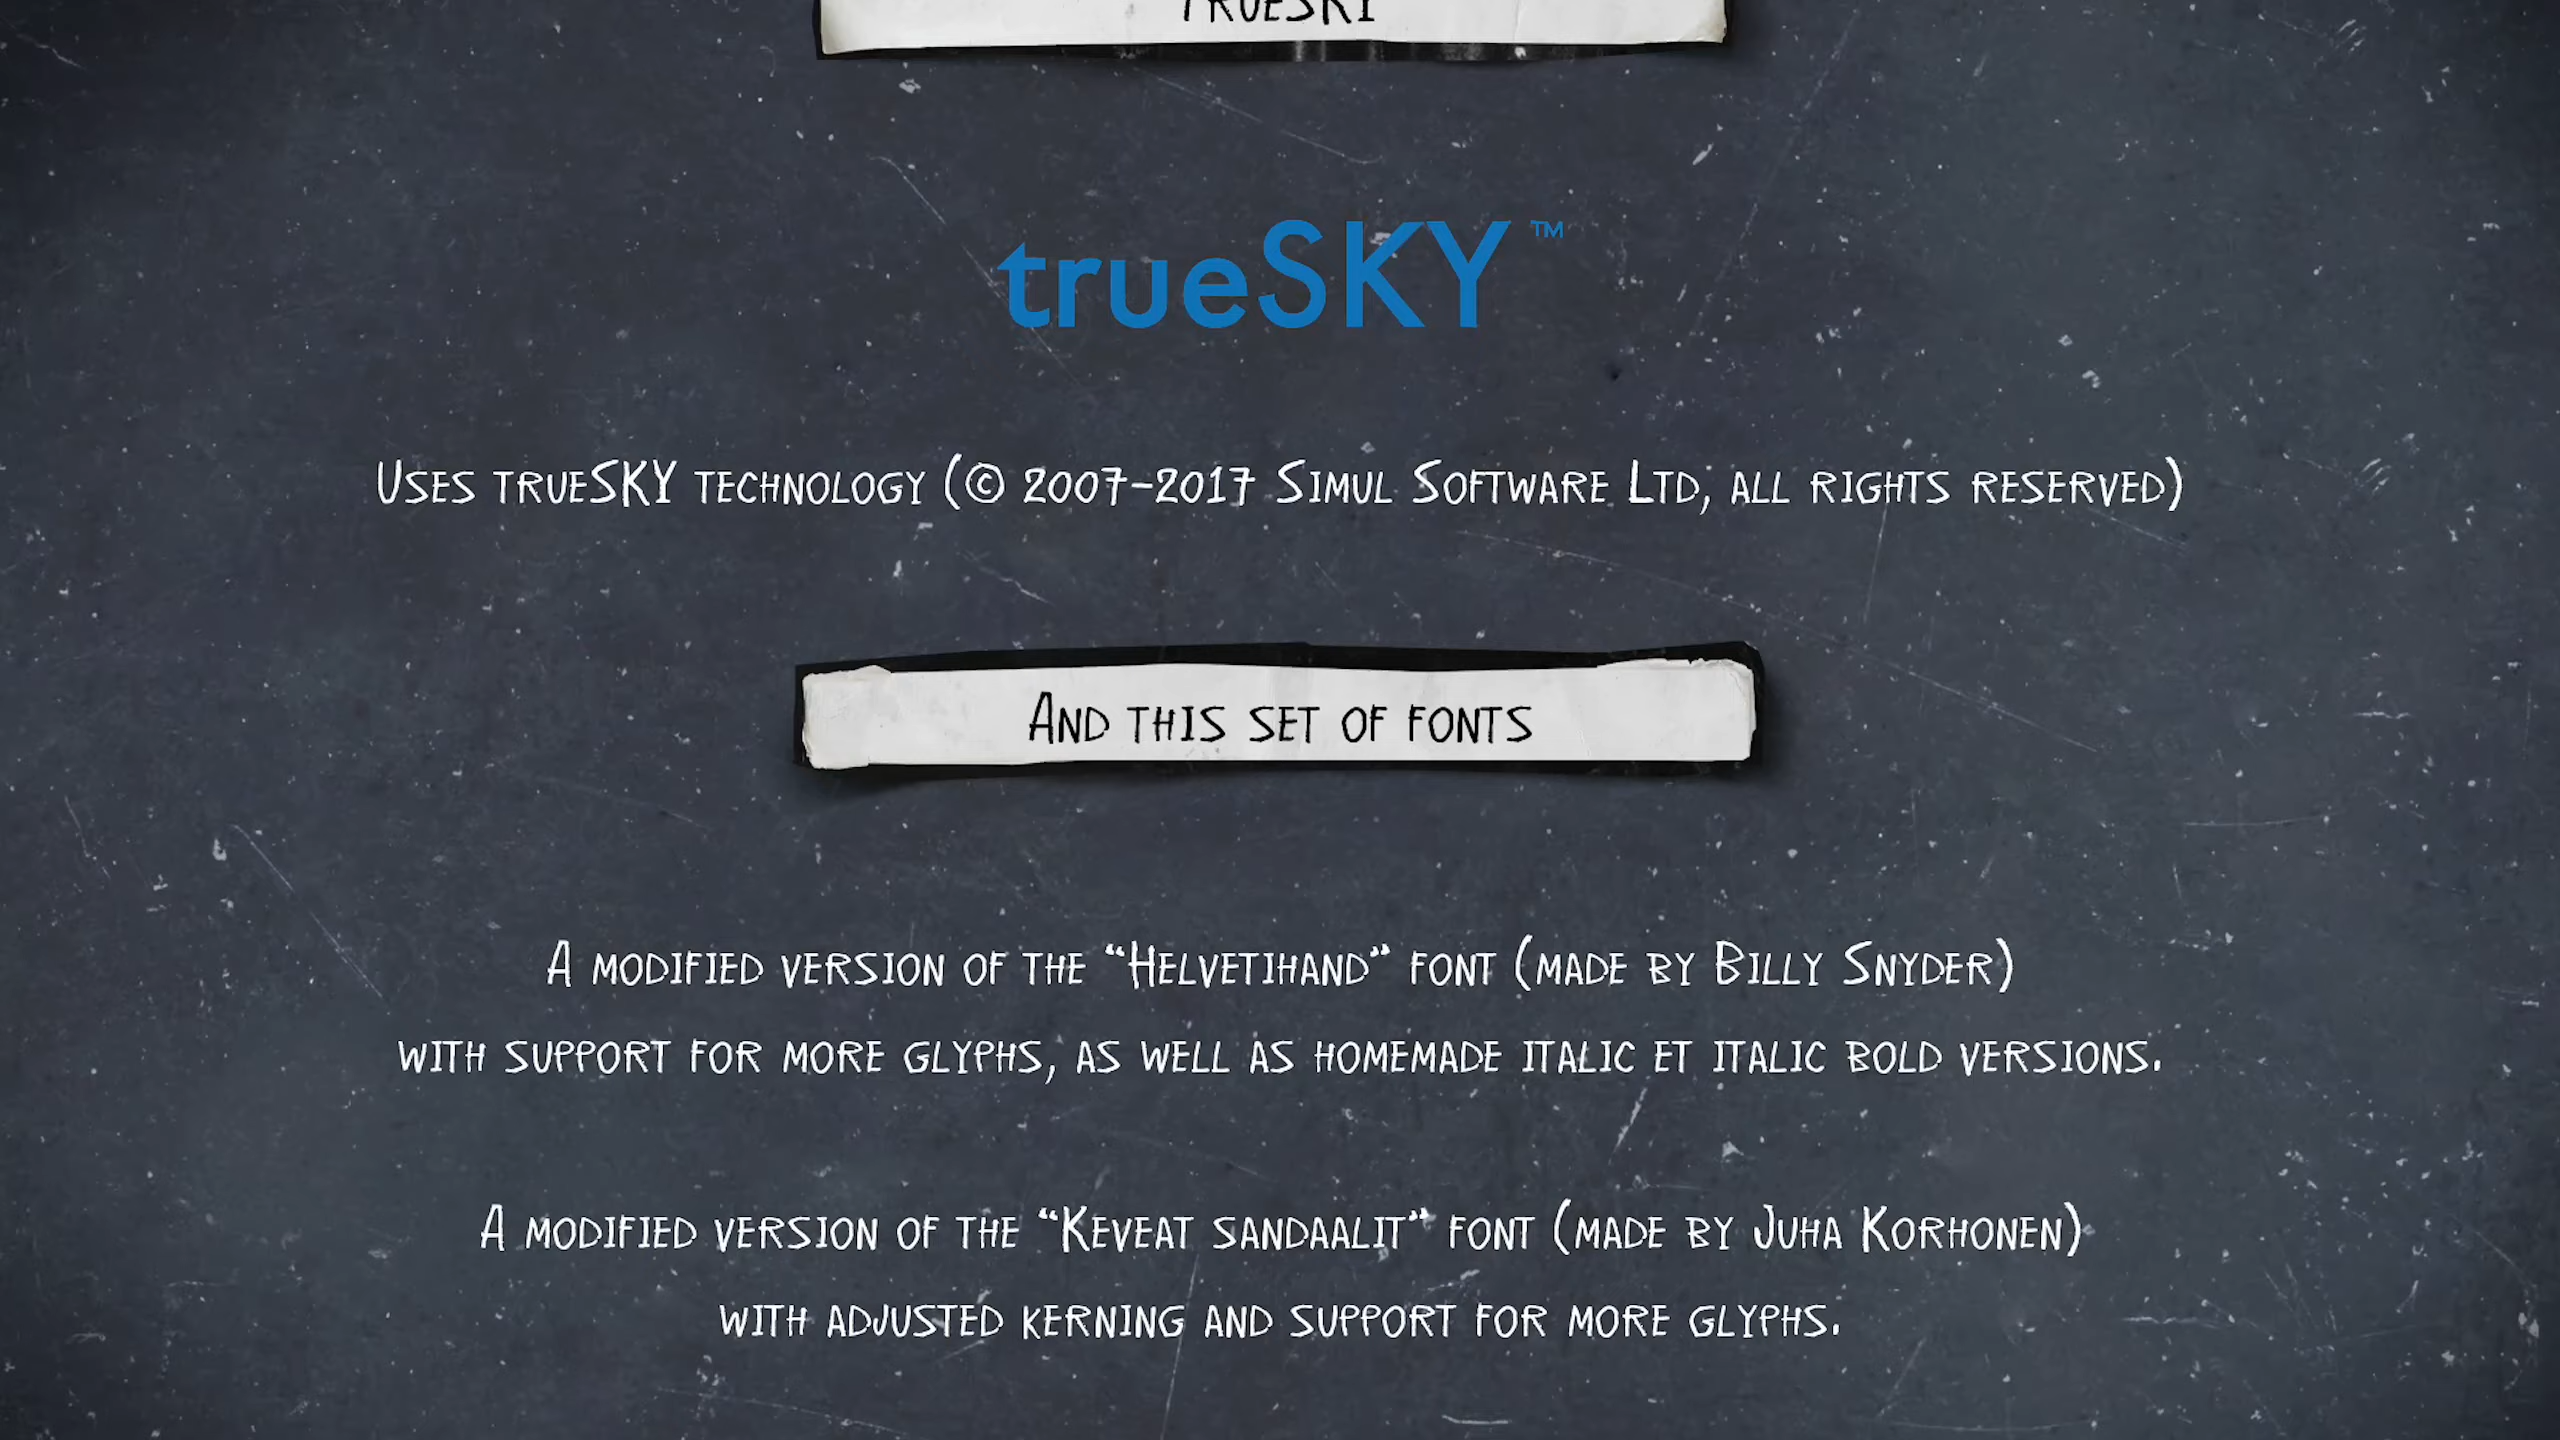 trueSKY
trueSKY™
Uses trueSKY technology (© 2007-2017 Simul Software Ltd, all rights reserved)
And this set of fonts
A modified version of the “Helvetihand” font (made by Billy Snyder)
with support for more glyphs, as well as homemade italic et italic bold versions.
A modified version of the “Keveat sandaalit” font (made by Juha Korhonen)
with adjusted kerning and support for more glyphs.